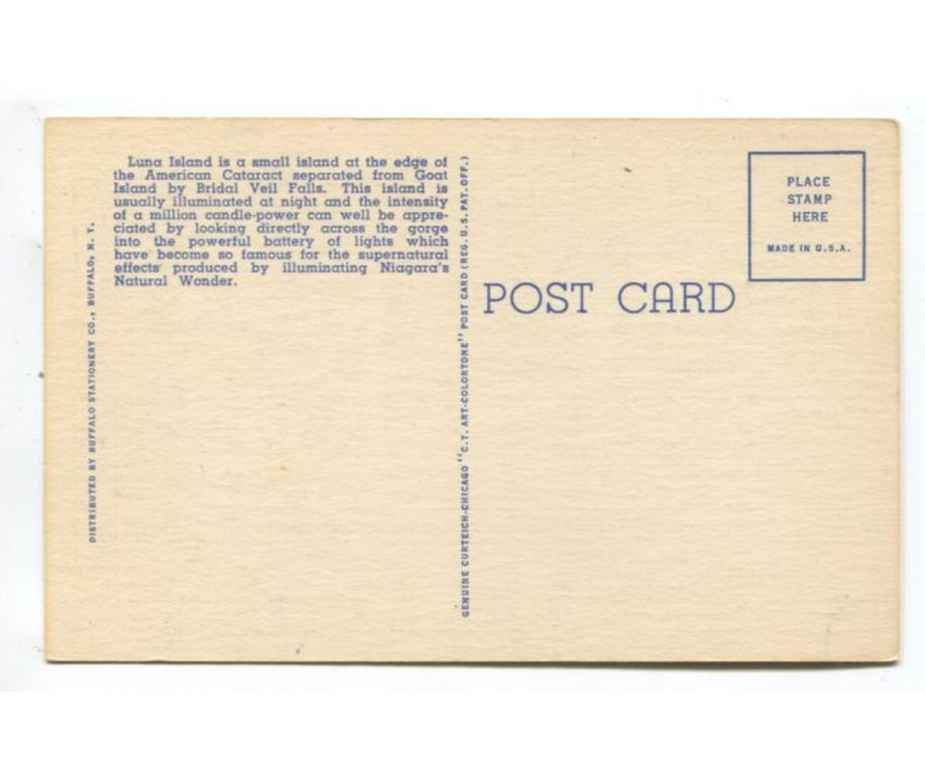 Luna Island is a small island at the edge of
the American Cataract separated from Goat
Island by Bridal Veil Falls. This island is
usually illuminated at night and the intensity
of a million candle-power can well be appre-
ciated by looking directly across the gorge
into the powerful battery of lights which
have become so famous for the supernatural
effects produced by illuminating Niagara's
Natural Wonder.
DISTRIBUTED BY BUFFALO STATIONERY CO., BUFFALO, N. Y.
GENUINE CURTEICH-CHICAGO "C.T. ART-COLORTONE" POST CARD (REG. U.S. PAT. OFF.)
POST CARD
PLACE
STAMP
HERE
MADE IN U.S.A.